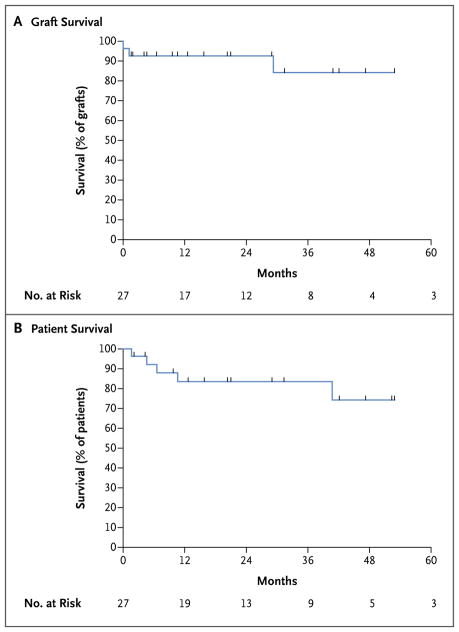 A Graft Survival
Survival (% of grafts)
100
90
80
70
60
50
40
30
20
10
0
0 12 24 36 48 60
Months
No. at Risk 27 17 12 8 4 3
B Patient Survival
Survival (% of patients)
100
90
80
70
60
50
40
30
20
10
0
0 12 24 36 48 60
Months
No. at Risk 27 19 13 9 5 3